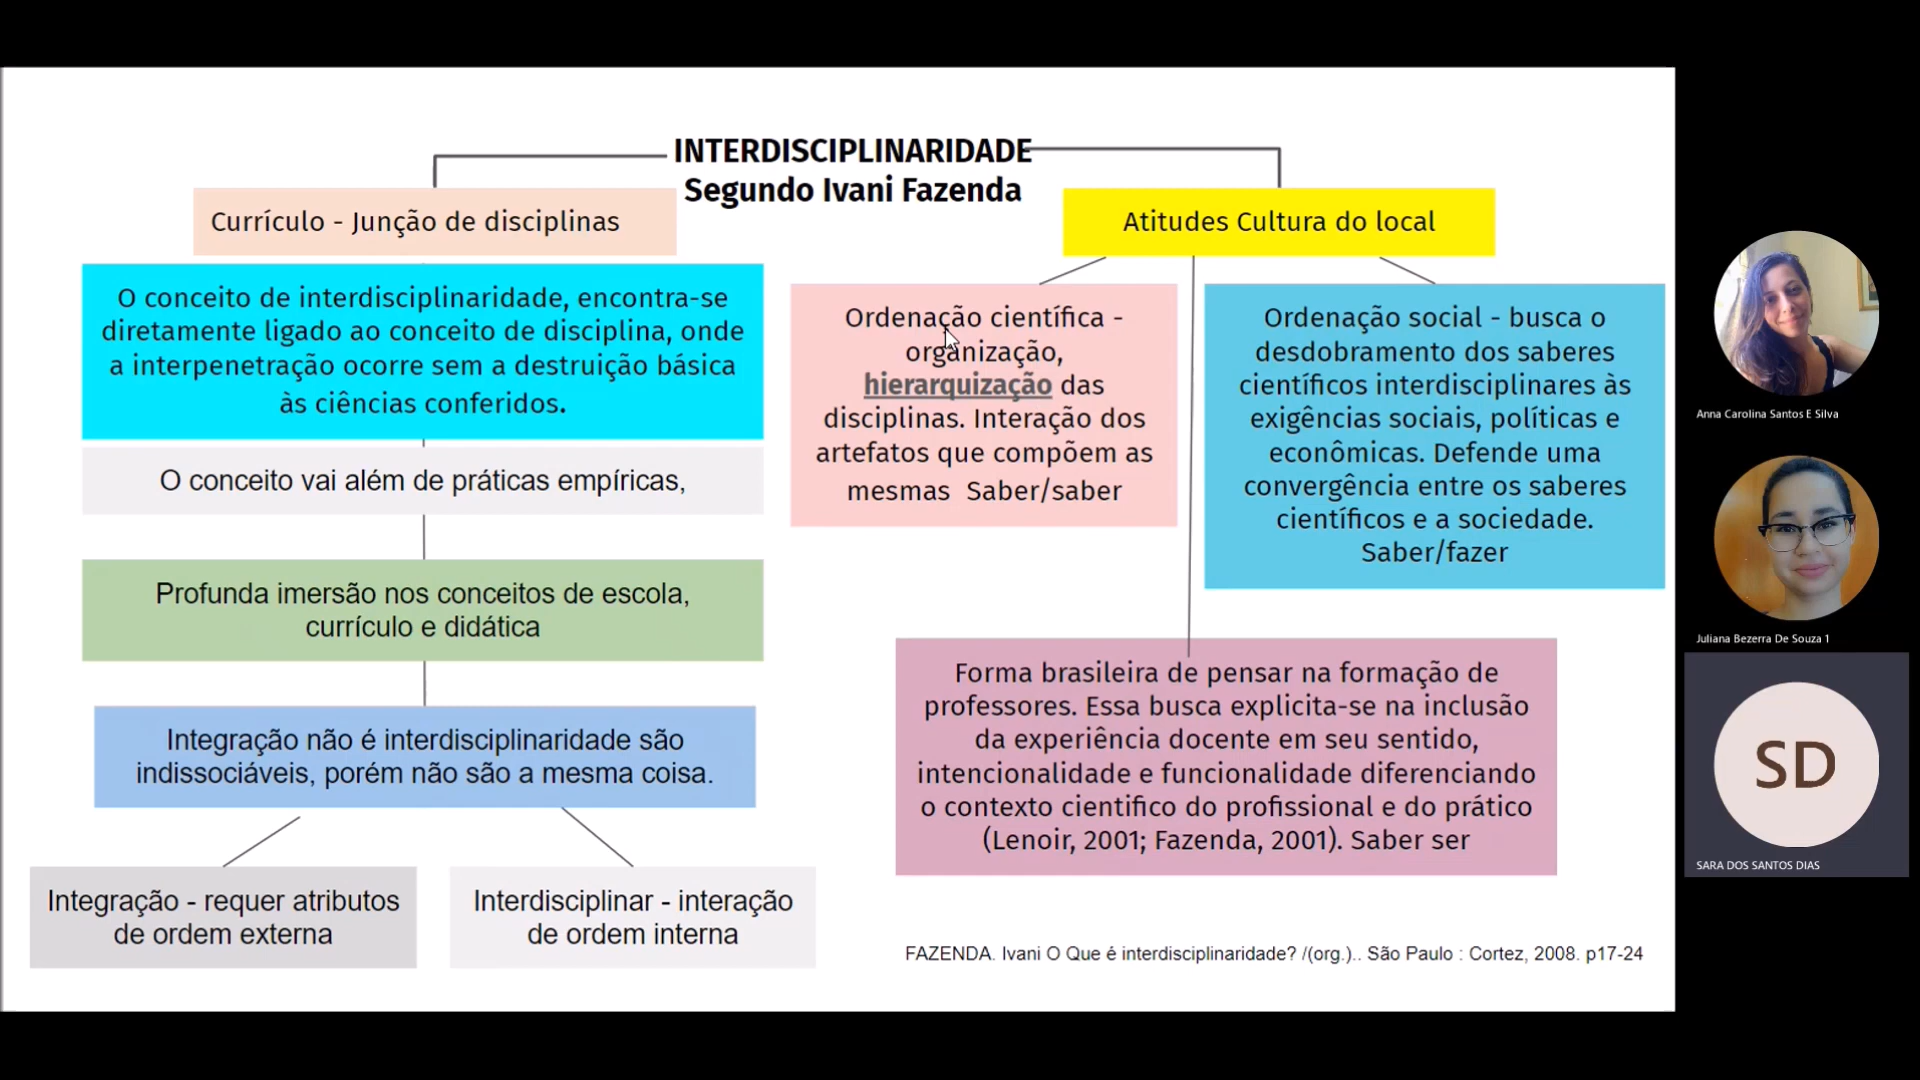 INTERDISCIPLINARIDADE
Segundo Ivani Fazenda
Currículo - Junção de disciplinas
O conceito de interdisciplinaridade, encontra-se
diretamente ligado ao conceito de disciplina, onde
a interpenetração ocorre sem a destruição básica
às ciências conferidos.
O conceito vai além de práticas empíricas,
Profunda imersão nos conceitos de escola,
currículo e didática
Integração não é interdisciplinaridade são
indissociáveis, porém não são a mesma coisa.
Integração - requer atributos
de ordem externa
Interdisciplinar - interação
de ordem interna
Atitudes Cultura do local
Ordenação científica -
organização,
hierarquização das
disciplinas. Interação dos
artefatos que compõem as
mesmas  Saber/saber
Ordenação social - busca o
desdobramento dos saberes
científicos interdisciplinares às
exigências sociais, políticas e
econômicas. Defende uma
convergência entre os saberes
científicos e a sociedade.
Saber/fazer
Forma brasileira de pensar na formação de
professores. Essa busca explicita-se na inclusão
da experiência docente em seu sentido,
intencionalidade e funcionalidade diferenciando
o contexto cientifico do profissional e do prático
(Lenoir, 2001; Fazenda, 2001). Saber ser
FAZENDA. Ivani O Que é interdisciplinaridade? /(org.).. São Paulo : Cortez, 2008. p17-24
Anna Carolina Santos E Silva
Juliana Bezerra De Souza 1
SD
SARA DOS SANTOS DIAS